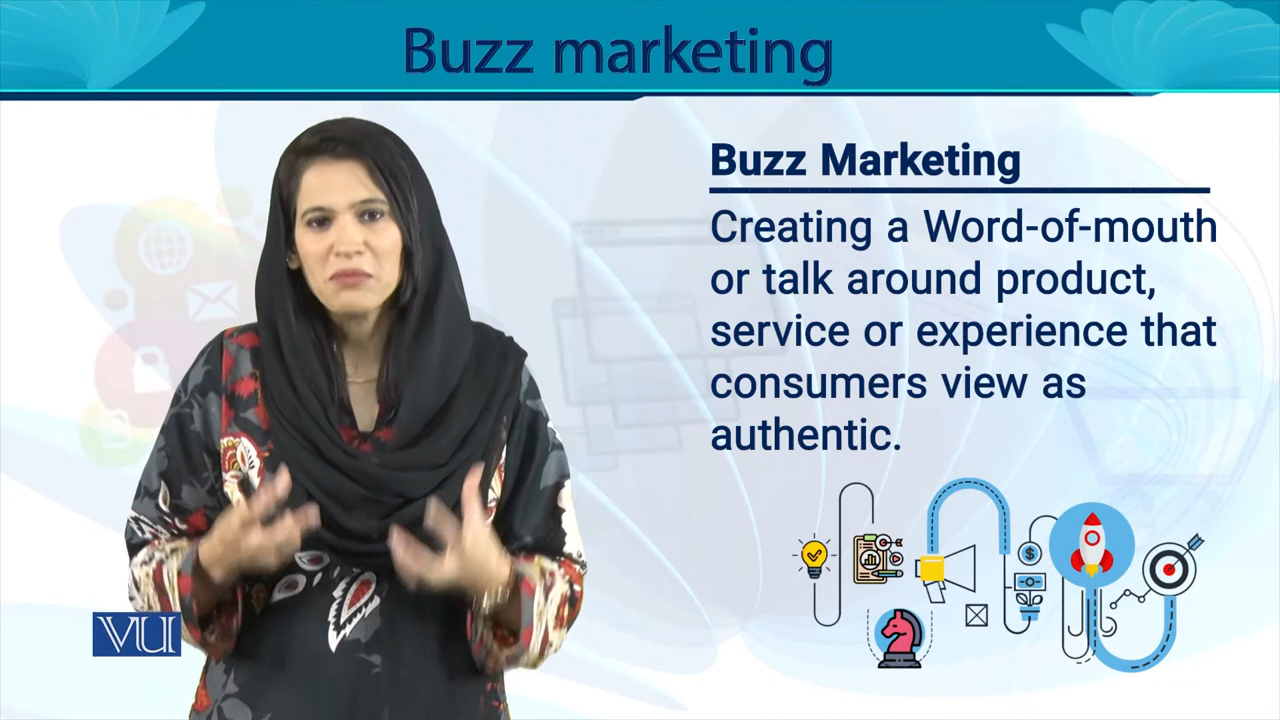 Buzz marketing
Buzz Marketing
Creating a Word-of-mouth
or talk around product,
service or experience that
consumers view as
authentic.
VU
$